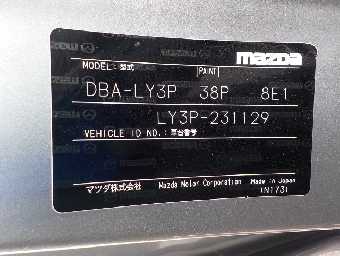 mazda
MODEL:型式 PAINT
DBA-LY3P 38P 8E1
LY3P-231129
VEHICLE ID NO.:車台番号
マツダ株式会社 Mazda Motor Corporation Made in Japan
(N173)